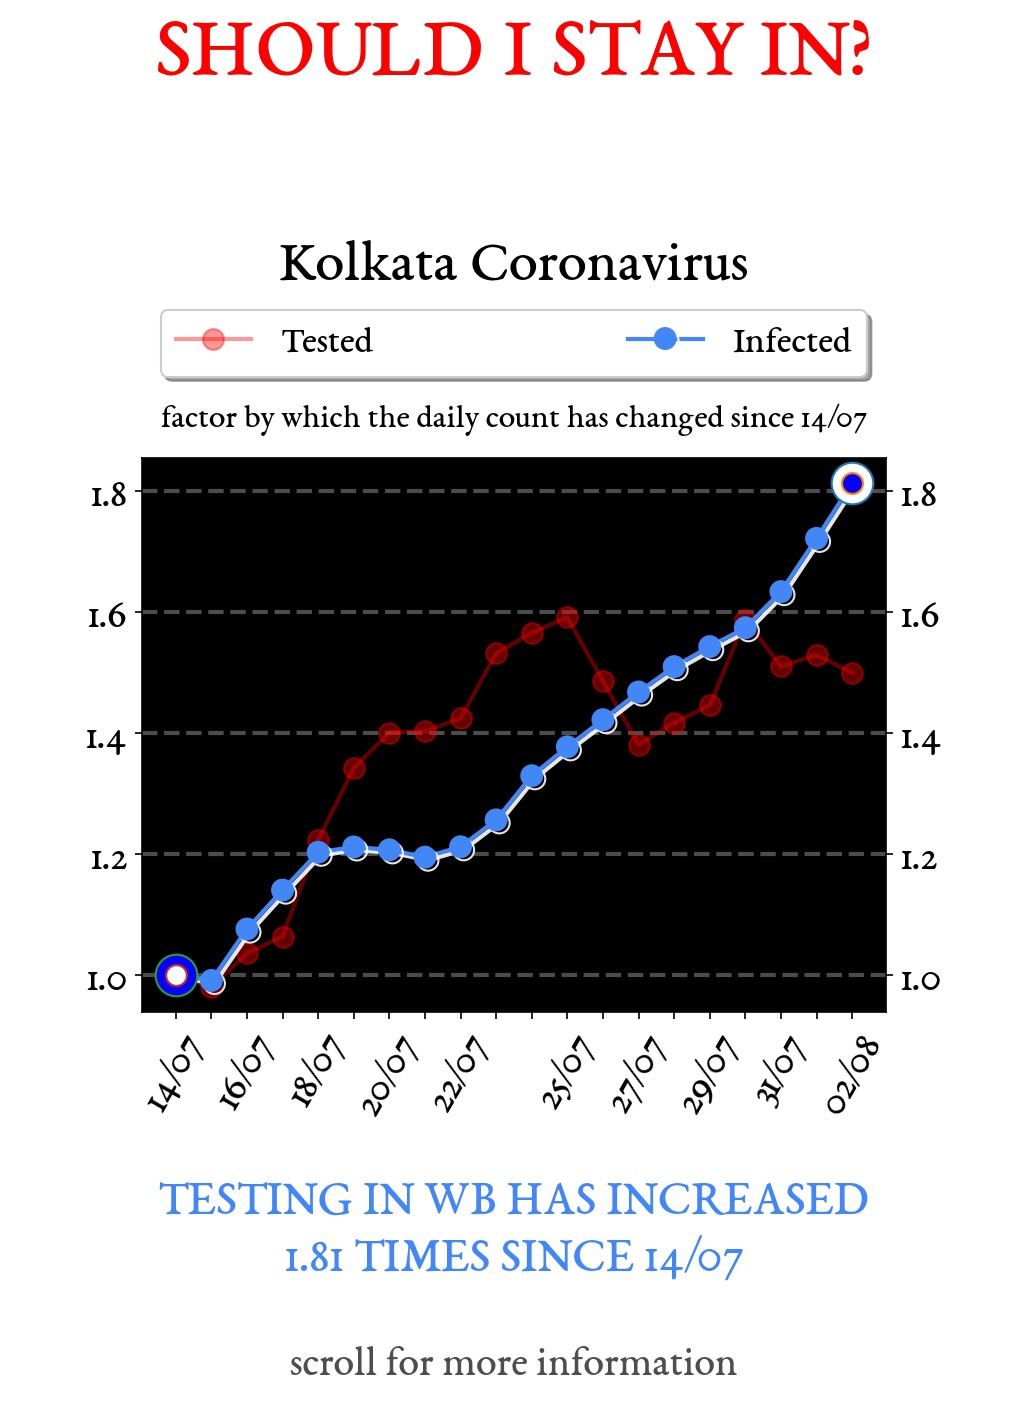 SHOULD I STAY IN?
Kolkata Coronavirus
Tested Infected
factor by which the daily count has changed since 14/07
1.8 1.8
1.6 1.6
1.4 1.4
1.2 1.2
1.0 1.0
14/07 16/07 18/07 20/07 22/07 25/07 27/07 29/07 31/07 02/08
TESTING IN WB HAS INCREASED
1.81 TIMES SINCE 14/07
scroll for more information